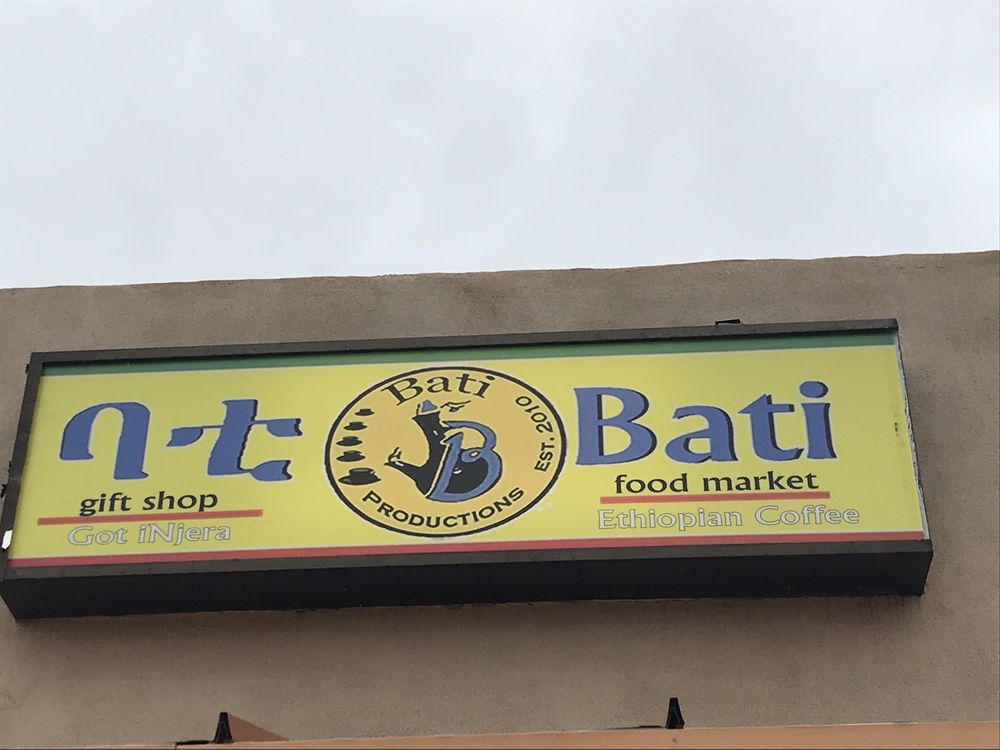 ባቲ
gift shop
Got iNjera
Bati
EST. 2010
PRODUCTIONS
B
Bati
food market
Ethiopian Coffee